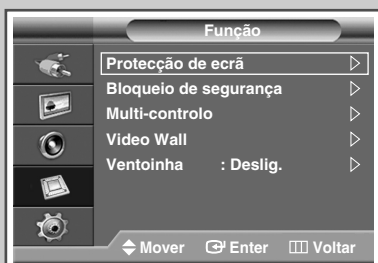 Função
Protecção de ecrã
Bloqueio de segurança
Multi-controlo
Video Wall
Ventoinha : Deslig.
Mover Enter Voltar